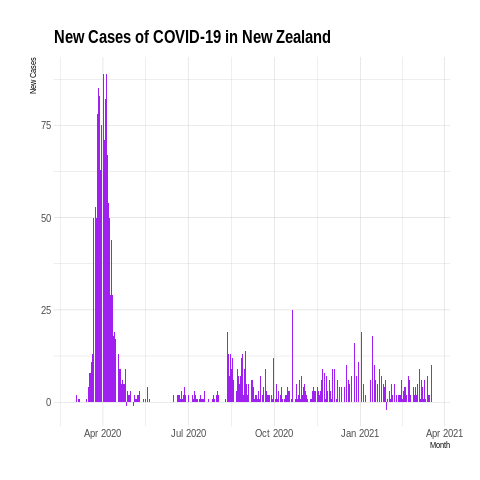 New Cases of COVID-19 in New Zealand
New Cases
75
50
25
0
Apr 2020 Jul 2020 Oct 2020 Jan 2021 Apr 2021
Month